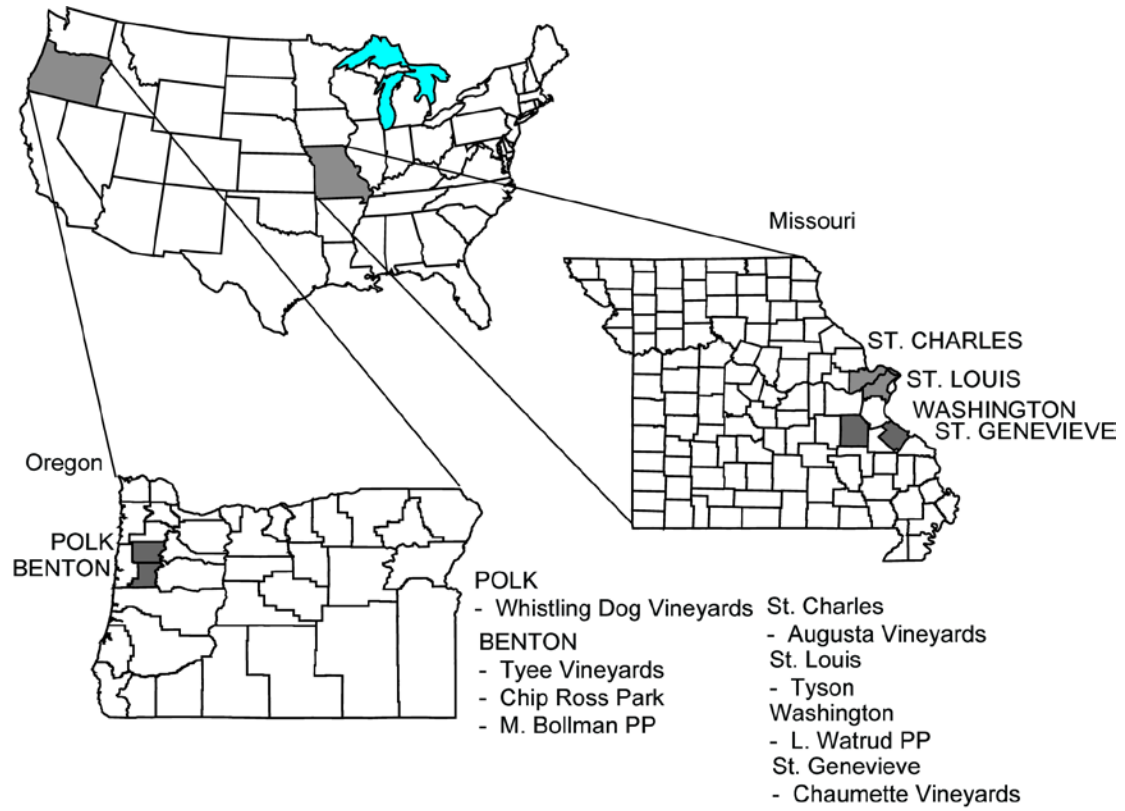 Missouri
ST. CHARLES
ST. LOUIS
WASHINGTON
ST. GENEVIEVE
Oregon
POLK
BENTON
POLK
- Whistling Dog Vineyards
BENTON
- Tyee Vineyards
- Chip Ross Park
- M. Bollman PP
St. Charles
- Augusta Vineyards
St. Louis
- Tyson
Washington
- L. Watrud PP
St. Genevieve
- Chaumette Vineyards